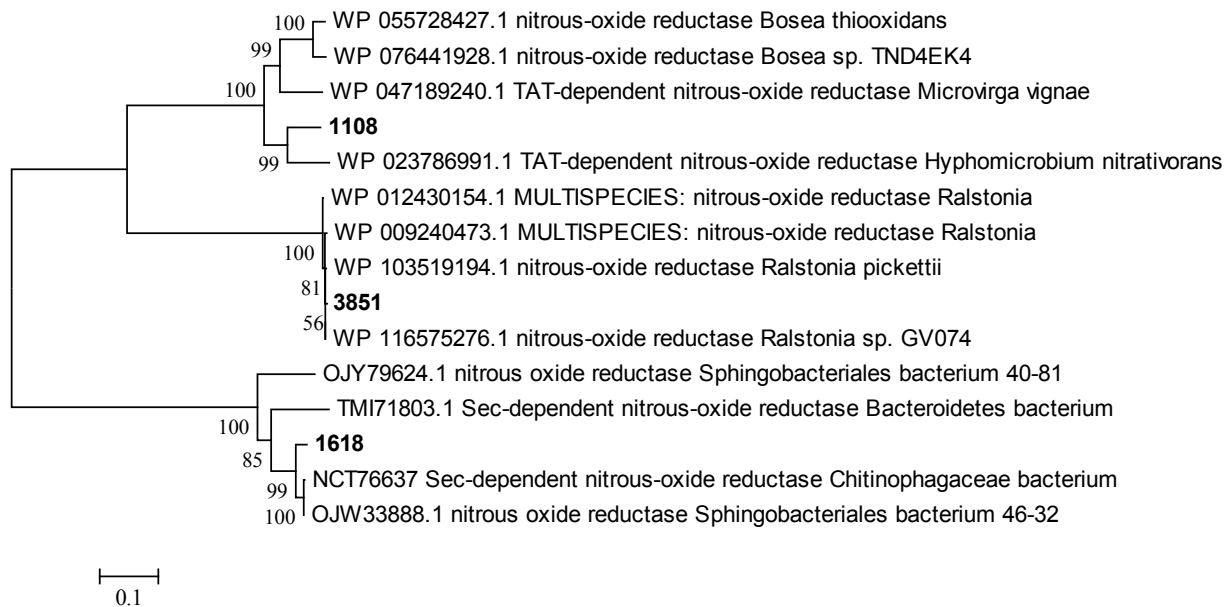 100
WP 055728427.1 nitrous-oxide reductase Bosea thiooxidans
99
WP 076441928.1 nitrous-oxide reductase Bosea sp. TND4EK4
100
WP 047189240.1 TAT-dependent nitrous-oxide reductase Microvirga vignae
1108
99
WP 023786991.1 TAT-dependent nitrous-oxide reductase Hyphomicrobium nitrativorans
WP 012430154.1 MULTISPECIES: nitrous-oxide reductase Ralstonia
WP 009240473.1 MULTISPECIES: nitrous-oxide reductase Ralstonia
100
WP 103519194.1 nitrous-oxide reductase Ralstonia pickettii
81
3851
56
WP 116575276.1 nitrous-oxide reductase Ralstonia sp. GV074
OJY79624.1 nitrous oxide reductase Sphingobacteriales bacterium 40-81
TMI71803.1 Sec-dependent nitrous-oxide reductase Bacteroidetes bacterium
100
1618
85
NCT76637 Sec-dependent nitrous-oxide reductase Chitinophagaceae bacterium
99
100
OJW33888.1 nitrous oxide reductase Sphingobacteriales bacterium 46-32
0.1